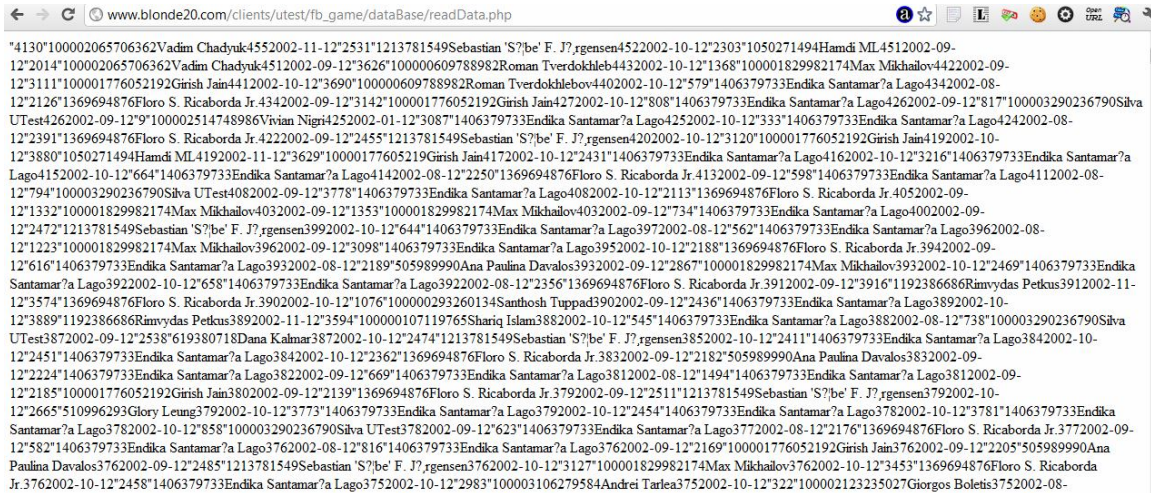 www.blonde20.com/clients/utest/fb_game/dataBase/readData.php
"4130"100002065706362Vadim Chadyuk4552002-11-12"2531"1213781549Sebastian 'S?¦be' F. J?,rgensen4522002-10-12"2303"1050271494Hamdi ML4512002-09-
12"2014"100002065706362Vadim Chadyuk4512002-09-12"3626"100000609788982Roman Tverdokhleb4432002-10-12"1368"100001829982174Max Mikhailov4422002-09-
12"3111"100001776052192Girish Jain4412002-10-12"3690"100000609788982Roman Tverdokhlebov4402002-10-12"579"1406379733Endika Santamar?a Lago4342002-08-
12"2126"1369694876Floro S. Ricaborda Jr.4342002-09-12"3142"100001776052192Girish Jain4272002-10-12"808"1406379733Endika Santamar?a Lago4262002-09-12"817"100003290236790Silva
UTest4262002-09-12"9"100002514748986Vivian Nigri4252002-01-12"3087"1406379733Endika Santamar?a Lago4252002-10-12"333"1406379733Endika Santamar?a Lago4242002-08-
12"2391"1369694876Floro S. Ricaborda Jr.4222002-09-12"2455"1213781549Sebastian 'S?¦be' F. J?,rgensen4202002-10-12"3120"100001776052192Girish Jain4192002-10-
12"3880"1050271494Hamdi ML4192002-11-12"3629"10000177605219Girish Jain4172002-10-12"2431"1406379733Endika Santamar?a Lago4162002-10-12"3216"1406379733Endika Santamar?a
Lago4152002-10-12"664"1406379733Endika Santamar?a Lago4142002-08-12"2250"1369694876Floro S. Ricaborda Jr.4132002-09-12"598"1406379733Endika Santamar?a Lago4112002-08-
12"794"100003290236790Silva UTest4082002-09-12"3778"1406379733Endika Santamar?a Lago4082002-10-12"2113"1369694876Floro S. Ricaborda Jr.4052002-09-
12"1332"100001829982174Max Mikhailov4032002-09-12"1353"100001829982174Max Mikhailov4032002-09-12"734"1406379733Endika Santamar?a Lago4002002-09-
12"2472"1213781549Sebastian 'S?¦be' F. J?,rgensen3992002-10-12"644"1406379733Endika Santamar?a Lago3972002-08-12"562"1406379733Endika Santamar?a Lago3962002-08-
12"1223"100001829982174Max Mikhailov3962002-09-12"3098"1406379733Endika Santamar?a Lago3952002-10-12"2188"1369694876Floro S. Ricaborda Jr.3942002-09-
12"616"1406379733Endika Santamar?a Lago3932002-08-12"2189"505989990Ana Paulina Davalos3932002-09-12"2867"100001829982174Max Mikhailov3932002-10-12"2469"1406379733Endika
Santamar?a Lago3922002-10-12"658"1406379733Endika Santamar?a Lago3922002-08-12"2356"1369694876Floro S. Ricaborda Jr.3912002-09-12"3916"1192386686Rimvydas Petkus3912002-11-
12"3574"1369694876Floro S. Ricaborda Jr.3902002-10-12"1076"100000293260134Santhosh Tuppad3902002-09-12"2436"1406379733Endika Santamar?a Lago3892002-10-
12"3889"1192386686Rimvydas Petkus3892002-11-12"3594"100000107119765Shariq Islam3882002-10-12"545"1406379733Endika Santamar?a Lago3882002-08-12"738"100003290236790Silva
UTest3872002-09-12"2538"619380718Dana Kalmar3872002-10-12"2474"1213781549Sebastian 'S?¦be' F. J?,rgensen3852002-10-12"2411"1406379733Endika Santamar?a Lago3842002-10-
12"2451"1406379733Endika Santamar?a Lago3842002-10-12"2362"1369694876Floro S. Ricaborda Jr.3832002-09-12"2182"505989990Ana Paulina Davalos3832002-09-
12"2224"1406379733Endika Santamar?a Lago3822002-09-12"669"1406379733Endika Santamar?a Lago3812002-08-12"1494"1406379733Endika Santamar?a Lago3812002-09-
12"2185"100001776052192Girish Jain3802002-09-12"2139"1369694876Floro S. Ricaborda Jr.3792002-09-12"2511"1213781549Sebastian 'S?¦be' F. J?,rgensen3792002-10-
12"2665"510996293Glory Leung3792002-10-12"3773"1406379733Endika Santamar?a Lago3792002-10-12"2454"1406379733Endika Santamar?a Lago3782002-10-12"3781"1406379733Endika
Santamar?a Lago3782002-10-12"858"100003290236790Silva UTest3782002-09-12"623"1406379733Endika Santamar?a Lago3772002-08-12"2176"1369694876Floro S. Ricaborda Jr.3772002-09-
12"582"1406379733Endika Santamar?a Lago3762002-08-12"816"1406379733Endika Santamar?a Lago3762002-09-12"2169"100001776052192Girish Jain3762002-09-12"2205"505989990Ana
Paulina Davalos3762002-09-12"2485"1213781549Sebastian 'S?¦be' F. J?,rgensen3762002-10-12"3127"100001829982174Max Mikhailov3762002-10-12"3453"1369694876Floro S. Ricaborda
Jr.3762002-10-12"2458"1406379733Endika Santamar?a Lago3752002-10-12"2983"100003106279584Andrei Tarlea3752002-10-12"322"100002123235027Giorgos Boletis3752002-08-